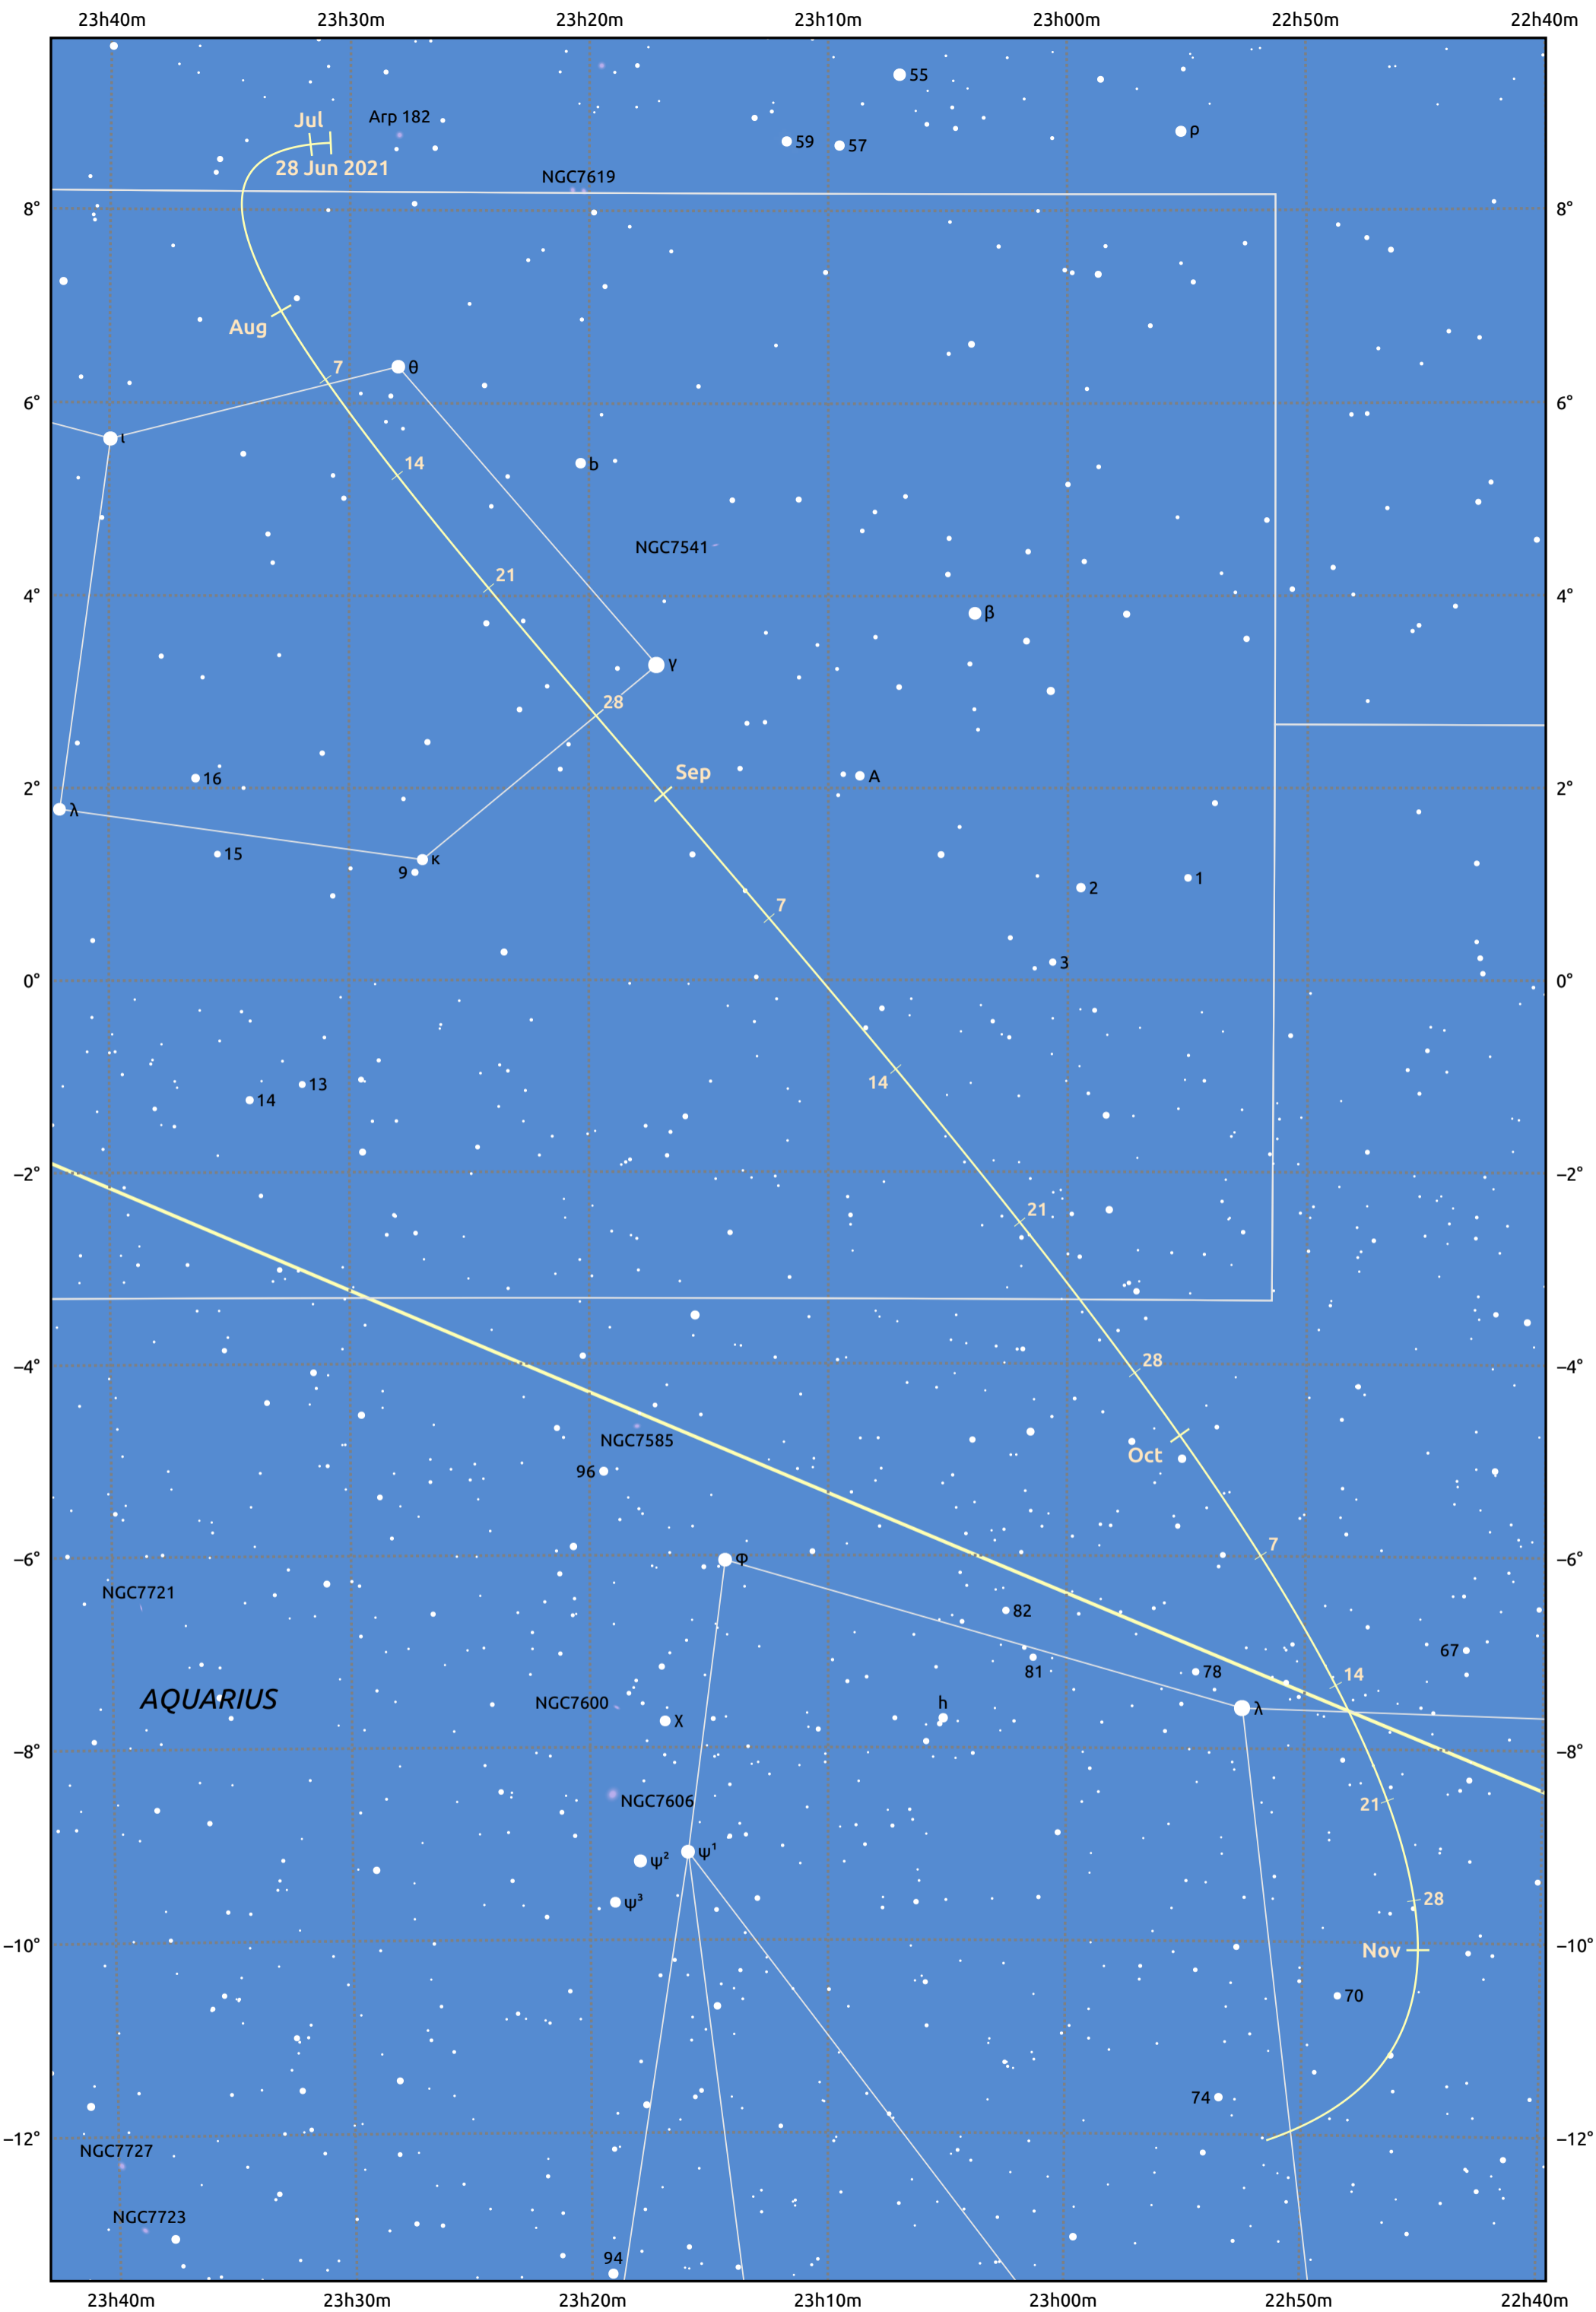 23h40m 23h30m 23h20m 23h10m 23h00m 22h50m 22h40m
55
Jul Arp 182
59 57 ρ
28 Jun 2021
NGC7619
8° 8°
Aug
7 θ
6° 6°
ι
14 b
NGC7541
21
4° 4°
β
γ
28
Sep
16 A
2° 2°
λ
15 κ
9
2 1
7
3
0° 0°
14
13
14
−2° −2°
21
28
−4° −4°
NGC7585
Oct
96
7
−6° φ −6°
NGC7721
82
67
81 78 14
AQUARIUS
NGC7600 h
χ λ
−8° −8°
NGC7606 21
ψ² ψ¹
ψ³ 28
−10° Nov −10°
70
74
−12° −12°
NGC7727
NGC7723
94
23h40m 23h30m 23h20m 23h10m 23h00m 22h50m 22h40m